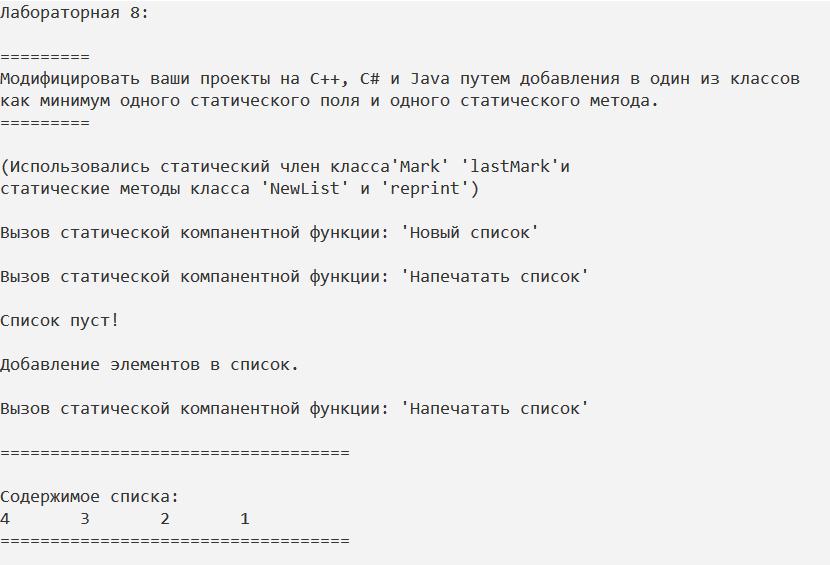 Лабораторная 8:
=========
Модифицировать ваши проекты на C++, C# и Java путем добавления в один из классов
как минимум одного статического поля и одного статического метода.
=========
(Использовались статический член класса'Mark' 'lastMark'и
статические методы класса 'NewList' и 'reprint')
Вызов статической компанентной функции: 'Новый список'
Вызов статической компанентной функции: 'Напечатать список'
Список пуст!
Добавление элементов в список.
Вызов статической компанентной функции: 'Напечатать список'
===================================
Содержимое списка:
4       3       2       1
===================================